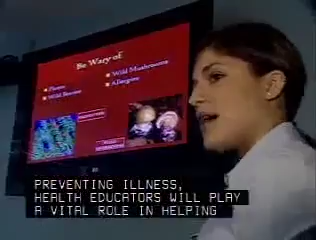 Be Wary of
Plants
Wild Mushrooms
Wild Berries
Allergies
PREVENTING ILLNESS,
HEALTH EDUCATORS WILL PLAY
A VITAL ROLE IN HELPING